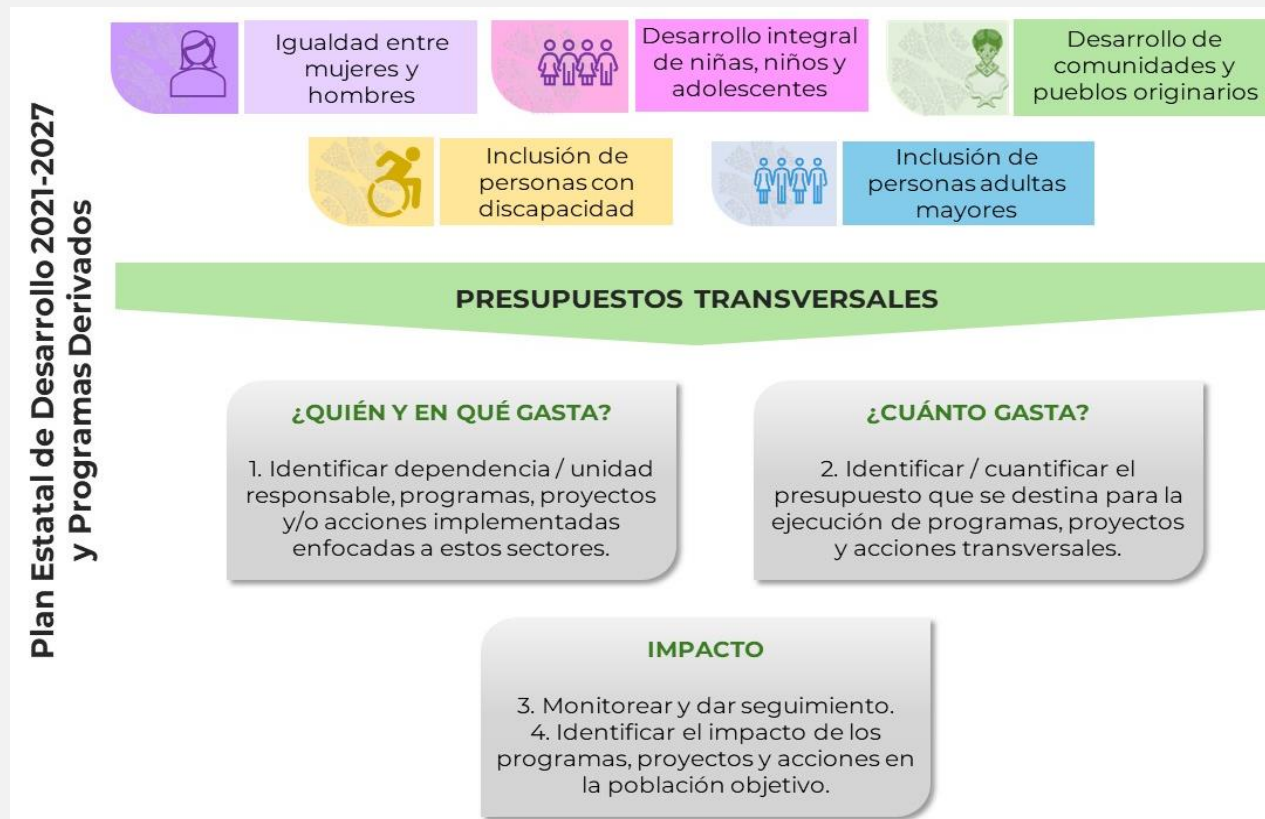 Plan Estatal de Desarrollo 2021-2027
y Programas Derivados
Igualdad entre
mujeres y
hombres
Desarrollo integral
de niñas, niños y
adolescentes
Desarrollo de
comunidades y
pueblos originarios
Inclusión de
personas con
discapacidad
Inclusión de
personas adultas
mayores
PRESUPUESTOS TRANSVERSALES
¿QUIÉN Y EN QUÉ GASTA?
1. Identificar dependencia / unidad
responsable, programas, proyectos
y/o acciones implementadas
enfocadas a estos sectores.
¿CUÁNTO GASTA?
2. Identificar / cuantificar el
presupuesto que se destina para la
ejecución de programas, proyectos
y acciones transversales.
IMPACTO
3. Monitorear y dar seguimiento.
4. Identificar el impacto de los
programas, proyectos y acciones en
la población objetivo.